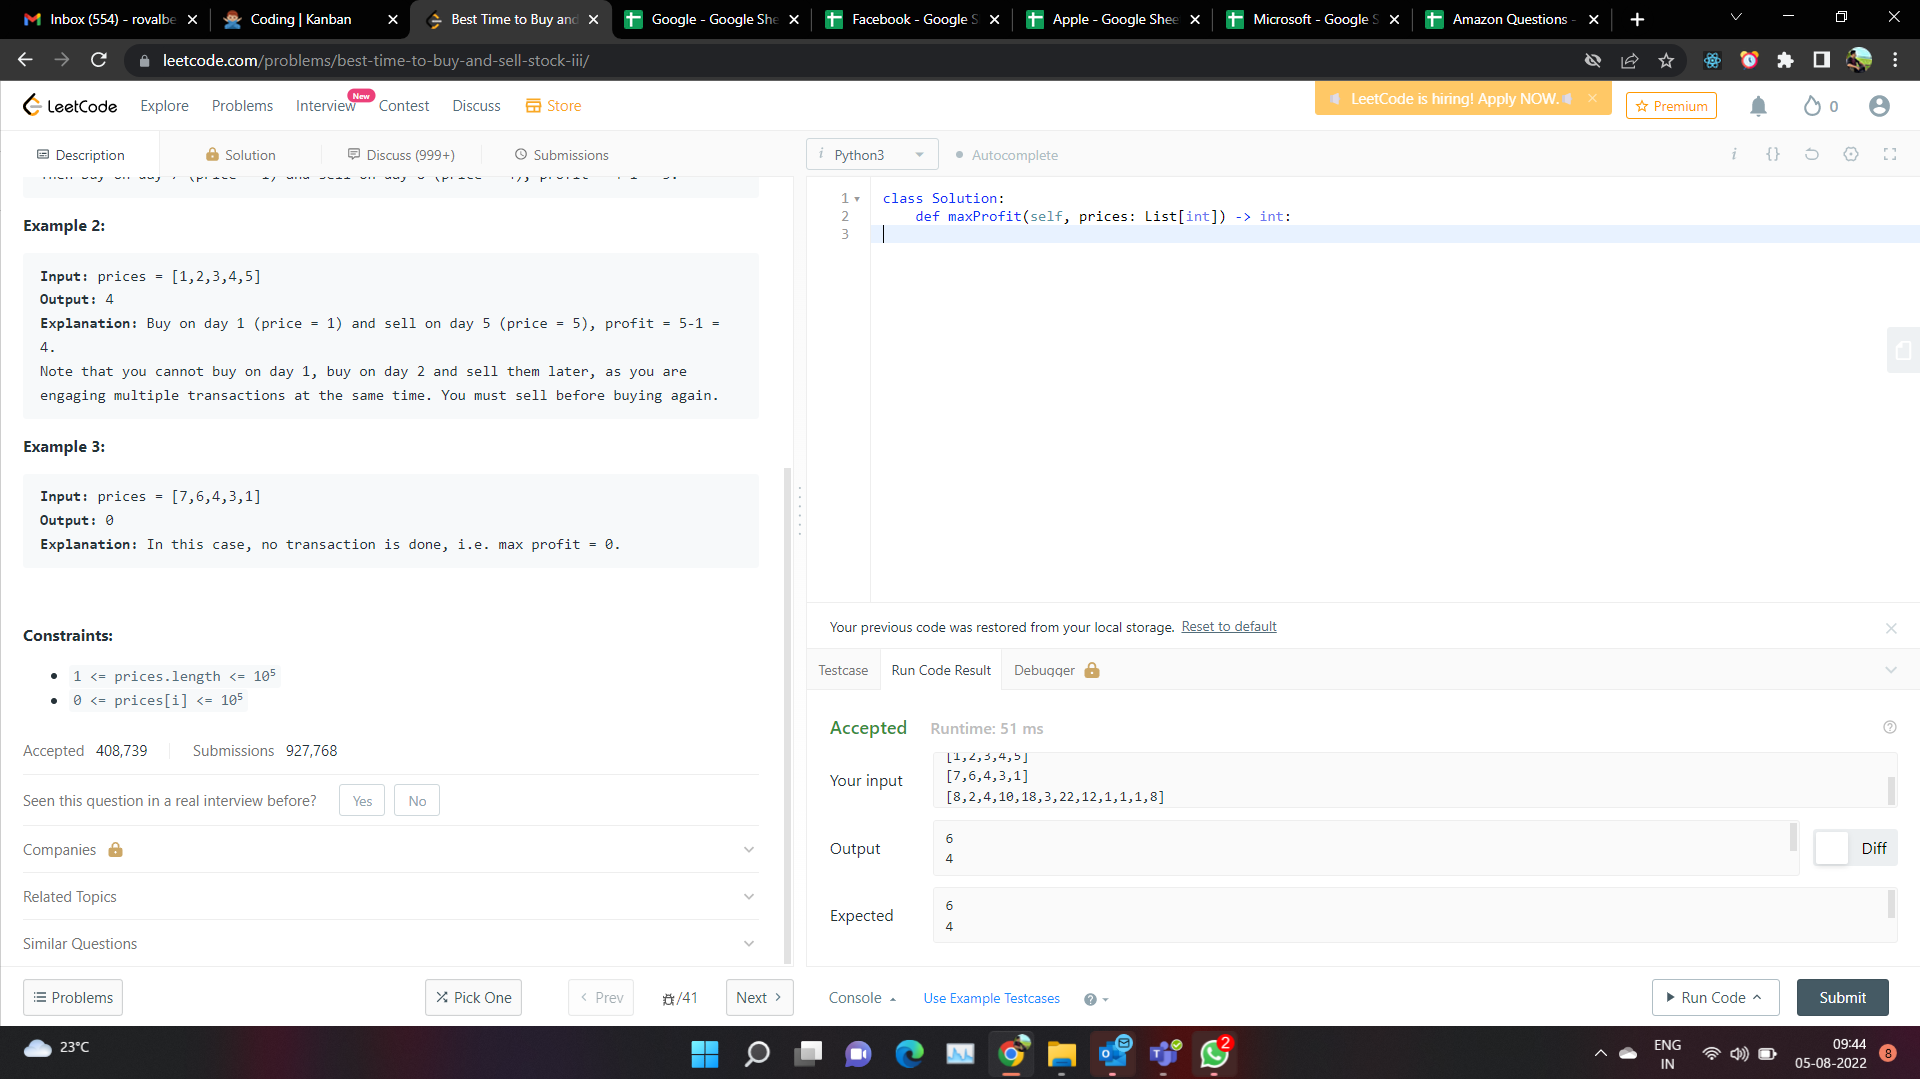 Inbox (554) - rovalbe
Coding | Kanban
Best Time to Buy and
Google - Google She
Facebook - Google S
Apple - Google Shee
Microsoft - Google S
Amazon Questions -
leetcode.com/problems/best-time-to-buy-and-sell-stock-iii/
LeetCode
Explore
Problems
Interview
New
Contest
Discuss
Store
LeetCode is hiring! Apply NOW.
Premium
0
Description
Solution
Discuss (999+)
Submissions
Python3
Autocomplete
Example 2:
Input: prices = [1,2,3,4,5]
Output: 4
Explanation: Buy on day 1 (price = 1) and sell on day 5 (price = 5), profit = 5-1 =
4.
Note that you cannot buy on day 1, buy on day 2 and sell them later, as you are
engaging multiple transactions at the same time. You must sell before buying again.
Example 3:
Input: prices = [7,6,4,3,1]
Output: 0
Explanation: In this case, no transaction is done, i.e. max profit = 0.
Constraints:
1 <= prices.length <= 10⁵
0 <= prices[i] <= 10⁵
Accepted 408,739 Submissions 927,768
Seen this question in a real interview before? Yes No
Companies
Related Topics
Similar Questions
Problems
Pick One
Prev
/41
Next
1 class Solution:
2 def maxProfit(self, prices: List[int]) -> int:
3
Your previous code was restored from your local storage. Reset to default
Testcase
Run Code Result
Debugger
Accepted Runtime: 51 ms
Your input
[1,2,3,4,5]
[7,6,4,3,1]
[8,2,4,10,18,3,22,12,1,1,1,8]
Output
6
4
Diff
Expected
6
4
Console
Use Example Testcases
Run Code
Submit
23°C
2
ENG
IN
09:44
05-08-2022
8